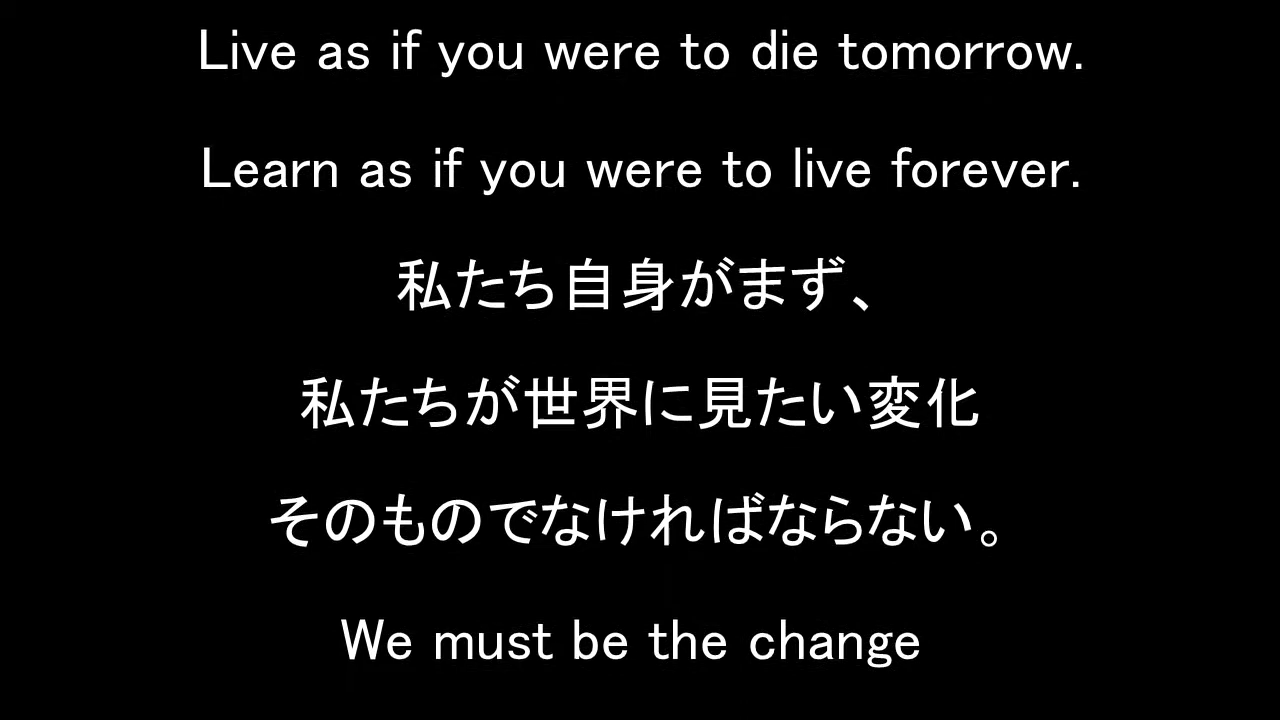 Live as if you were to die tomorrow.
Learn as if you were to live forever.
私たち自身がまず、
私たちが世界に見たい変化
そのものでなければならない。
We must be the change